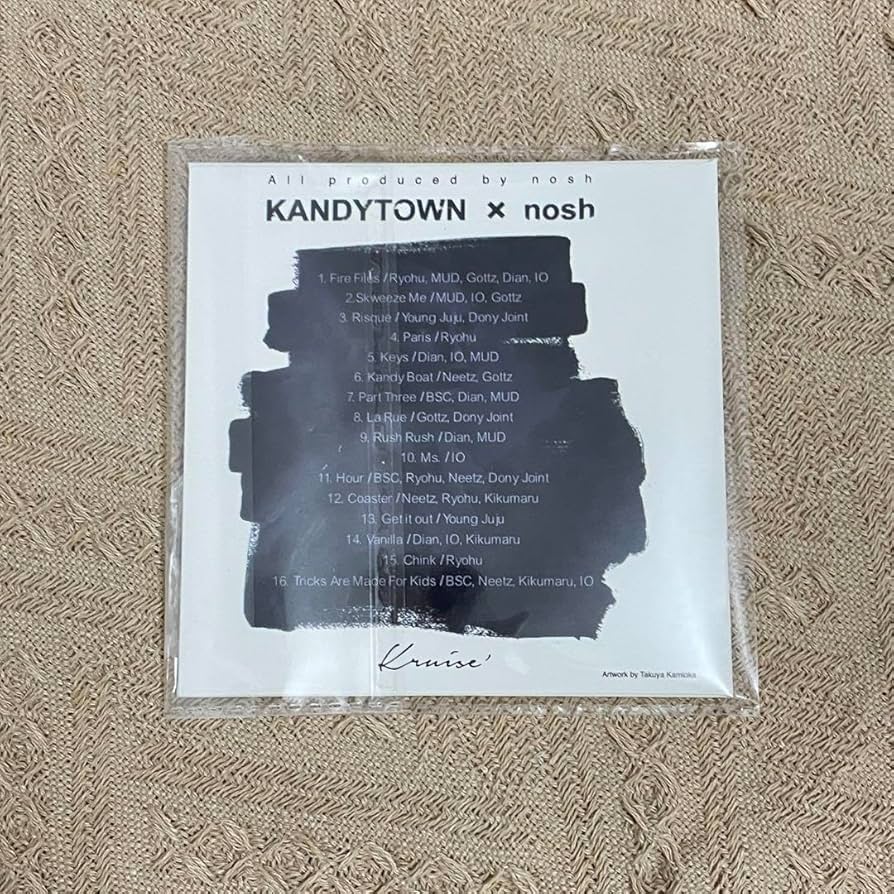 All produced by nosh
KANDYTOWN × nosh
1. Fire Files/Ryohu, MUD, Gottz, Dian, IO
2.Skweeze Me/MUD, IO, Gottz
3. Risque/Young Juju, Dony Joint
4. Paris/Ryohu
5. Keys/Dian, IO, MUD
6. Kandy Boat/Neetz, Gottz
7. Part Three/BSC, Dian, MUD
8. La Rue/Gottz, Dony Joint
9. Rush Rush/Dian, MUD
10. Ms./IO
11. Hour/BSC, Ryohu, Neetz, Dony Joint
12. Coaster/Neetz, Ryohu, Kikumaru
13. Get it out/Young Juju
14. Vanilla/Dian, IO, Kikumaru
15. Chink/Ryohu
16. Tricks Are Made For Kids/BSC, Neetz, Kikumaru, IO
Kruise'
Artwork by Takuya Kamioka